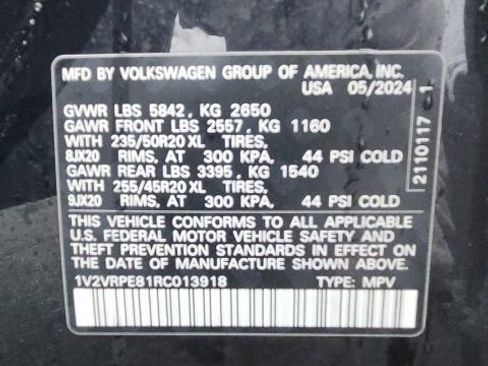 MFD BY VOLKSWAGEN GROUP OF AMERICA, INC.
USA 05/2024
GVWR LBS 5842, KG 2650
GAWR FRONT LBS 2557, KG 1160
WITH 235/50R20 XL TIRES,
8JX20 RIMS, AT 300 KPA, 44 PSI COLD
GAWR REAR LBS 3395, KG 1540
WITH 255/45R20 XL TIRES,
9JX20 RIMS, AT 300 KPA, 44 PSI COLD
THIS VEHICLE CONFORMS TO ALL APPLICABLE
U.S. FEDERAL MOTOR VEHICLE SAFETY AND
THEFT PREVENTION STANDARDS IN EFFECT ON
THE DATE OF MANUFACTURE SHOWN ABOVE.
1V2VRPE81RC013918 TYPE: MPV
2110117 - 1